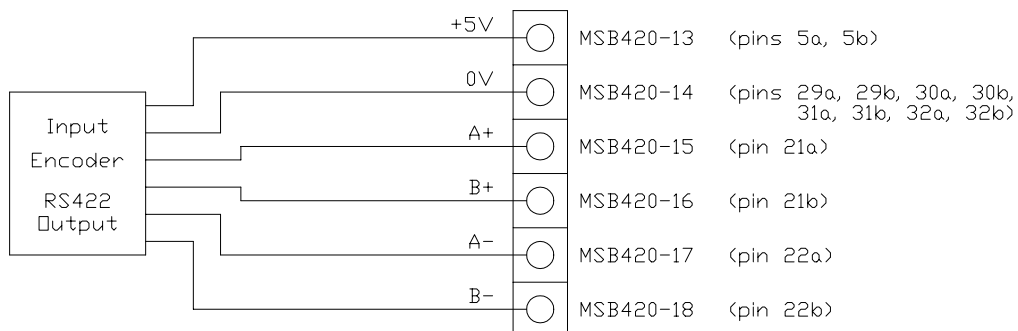 +5V MSB420-13 (pins 5a, 5b)
0V MSB420-14 (pins 29a, 29b, 30a, 30b,
31a, 31b, 32a, 32b)
A+ MSB420-15 (pin 21a)
B+ MSB420-16 (pin 21b)
A- MSB420-17 (pin 22a)
B- MSB420-18 (pin 22b)
Input
Encoder
RS422
Output